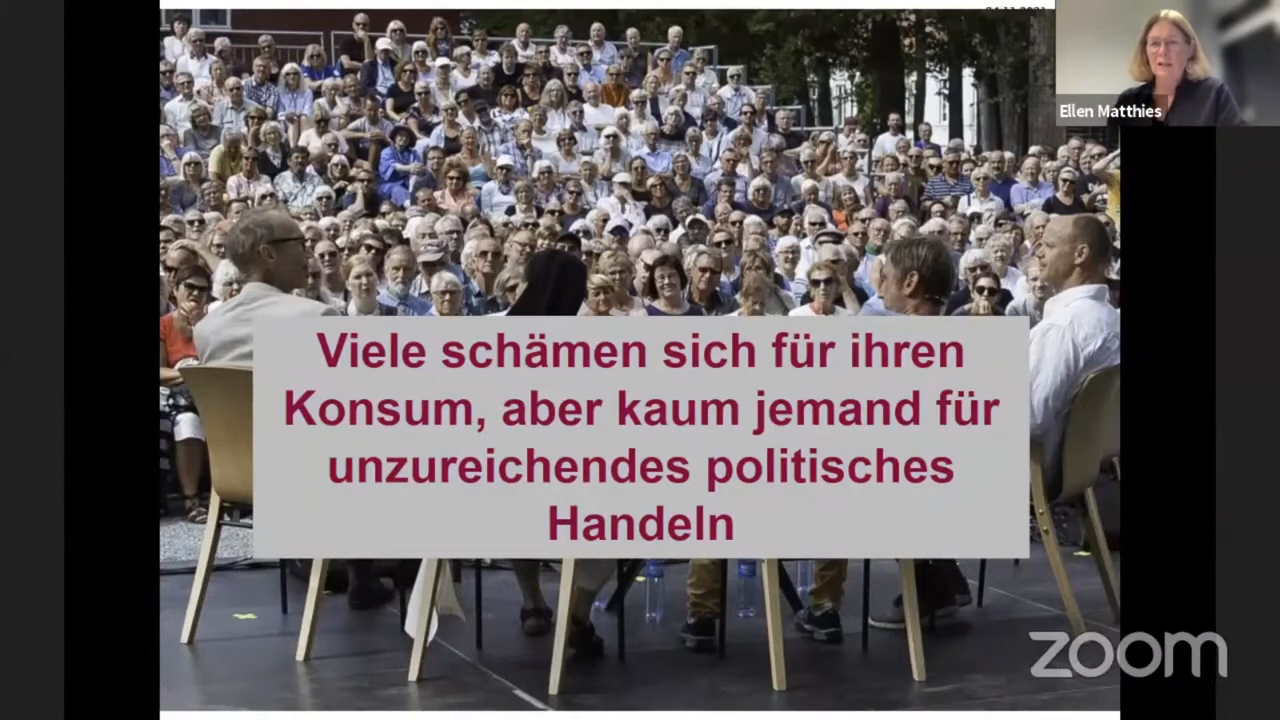 Ellen Matthies
Viele schämen sich für ihren
Konsum, aber kaum jemand für
unzureichendes politisches
Handeln
zoom